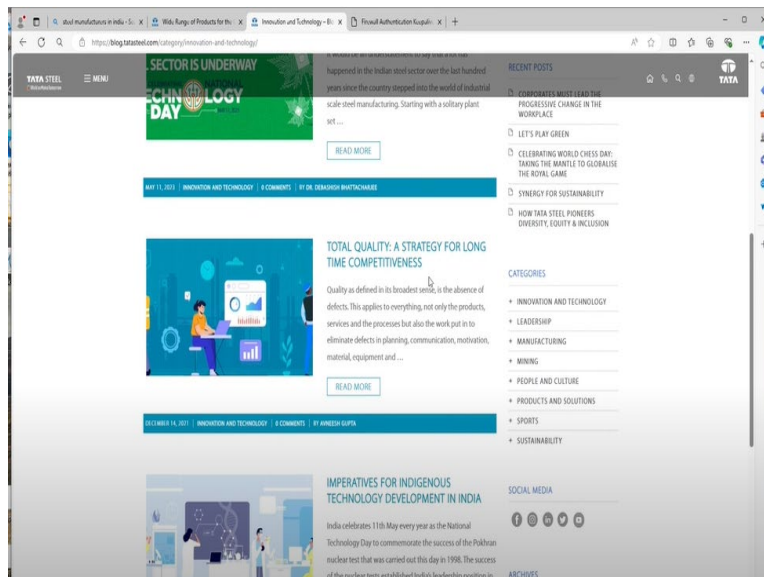 steel manufacturers in india - Se
Wide Range of Products for the
Innovation and Technology – Blo
Firewall Authentication Keepaliv
https://blog.tatasteel.com/category/innovation-and-technology/
TATA STEEL
MENU
TATA
SECTOR IS UNDERWAY
NATIONAL
TECHNOLOGY
DAY
happened in the Indian steel sector over the last hundred
years since the country stepped into the world of industrial
scale steel manufacturing. Starting with a solitary plant
set ...
READ MORE
MAY 11, 2023 | INNOVATION AND TECHNOLOGY | 0 COMMENTS | BY DR. DEBASHISH BHATTACHARJEE
TOTAL QUALITY: A STRATEGY FOR LONG
TIME COMPETITIVENESS
Quality as defined in its broadest sense, is the absence of
defects. This applies to everything, not only the products,
services and the processes but also the work put in to
eliminate defects in planning, communication, motivation,
material, equipment and ...
READ MORE
DECEMBER 14, 2021 | INNOVATION AND TECHNOLOGY | 0 COMMENTS | BY AVNEESH GUPTA
IMPERATIVES FOR INDIGENOUS
TECHNOLOGY DEVELOPMENT IN INDIA
India celebrates 11th May every year as the National
Technology Day to commemorate the success of the Pokhran
nuclear test that was carried out this day in 1998. The success
of the nuclear tests established India's leadership position in
RECENT POSTS
CORPORATES MUST LEAD THE
PROGRESSIVE CHANGE IN THE
WORKPLACE
LET'S PLAY GREEN
CELEBRATING WORLD CHESS DAY:
TAKING THE MANTLE TO GLOBALISE
THE ROYAL GAME
SYNERGY FOR SUSTAINABILITY
HOW TATA STEEL PIONEERS
DIVERSITY, EQUITY & INCLUSION
CATEGORIES
+ INNOVATION AND TECHNOLOGY
+ LEADERSHIP
+ MANUFACTURING
+ MINING
+ PEOPLE AND CULTURE
+ PRODUCTS AND SOLUTIONS
+ SPORTS
+ SUSTAINABILITY
SOCIAL MEDIA
ARCHIVES